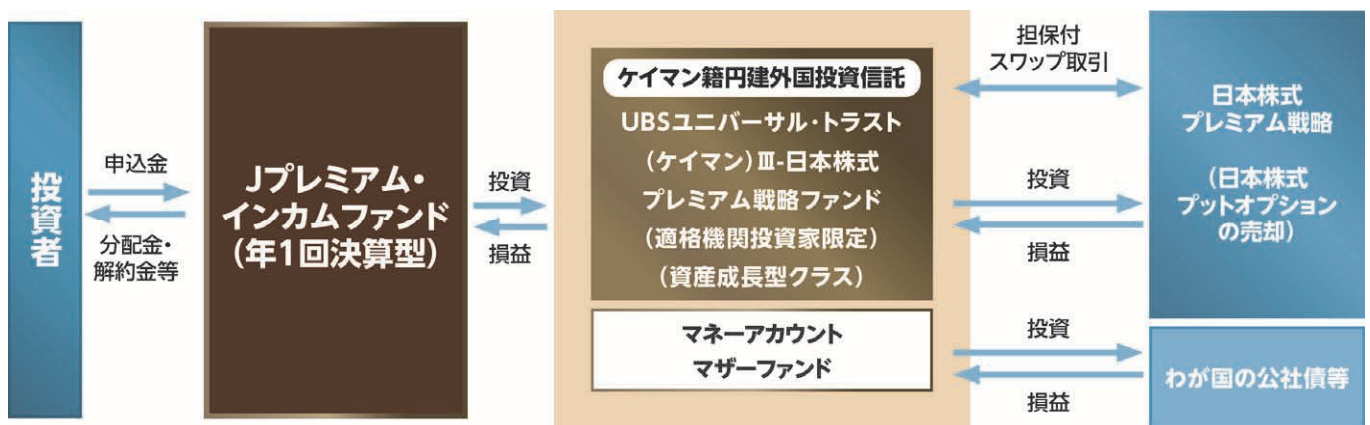 投資者
申込金
分配金・
解約金等
Jプレミアム・
インカムファンド
(年1回決算型)
投資
損益
ケイマン籍円建外国投資信託
UBSユニバーサル・トラスト
(ケイマン)Ⅲ-日本株式
プレミアム戦略ファンド
(適格機関投資家限定)
(資産成長型クラス)
マネーアカウント
マザーファンド
担保付
スワップ取引
投資
損益
投資
損益
日本株式
プレミアム戦略
(日本株式
プットオプション
の売却)
わが国の公社債等